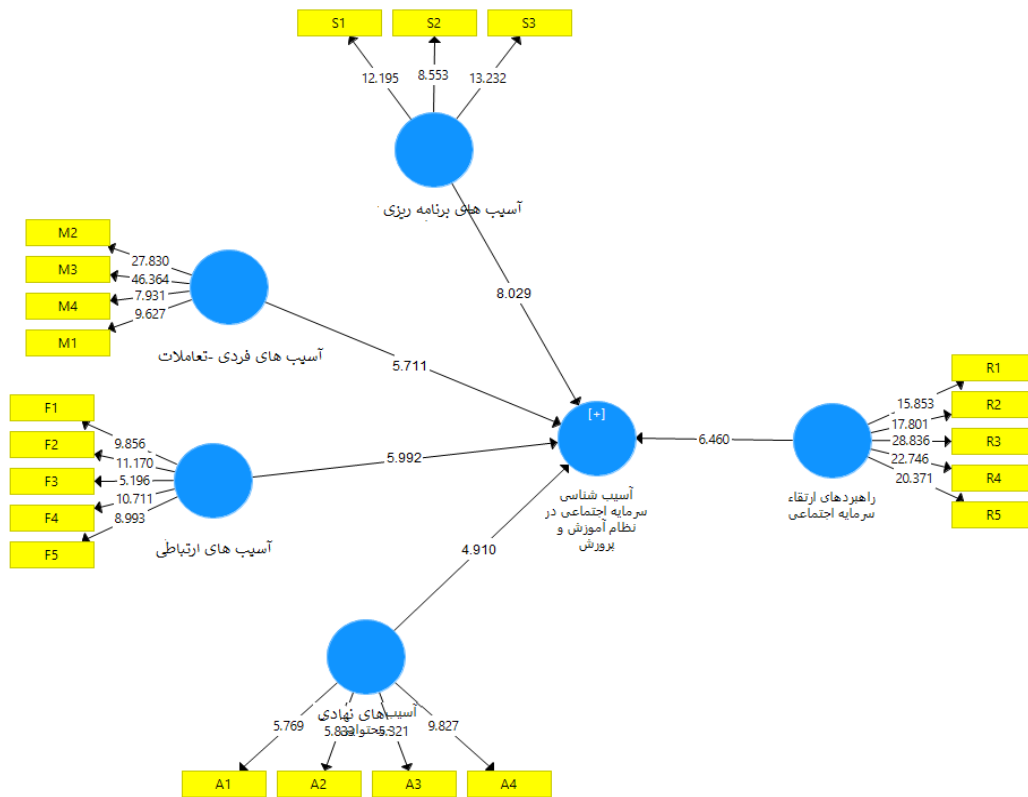 S1
S2
S3
12.195
8.553
13.232
آسیب های برنامه ریزی
M2
M3
M4
M1
27.830
46.364
7.931
9.627
آسیب های فردی -تعاملات
8.029
5.711
F1
F2
F3
F4
F5
9.856
11.170
5.196
10.711
8.993
آسیب های ارتباطی
5.992
[+]
آسیب شناسی
سرمایه اجتماعی در
نظام آموزش و
پرورش
6.460
راهبردهای ارتقاء
سرمایه اجتماعی
R1
R2
R3
R4
R5
15.853
17.801
28.836
22.746
20.371
4.910
آسیب های نهادی
5.769
5.321
9.827
A1
A2
A3
A4